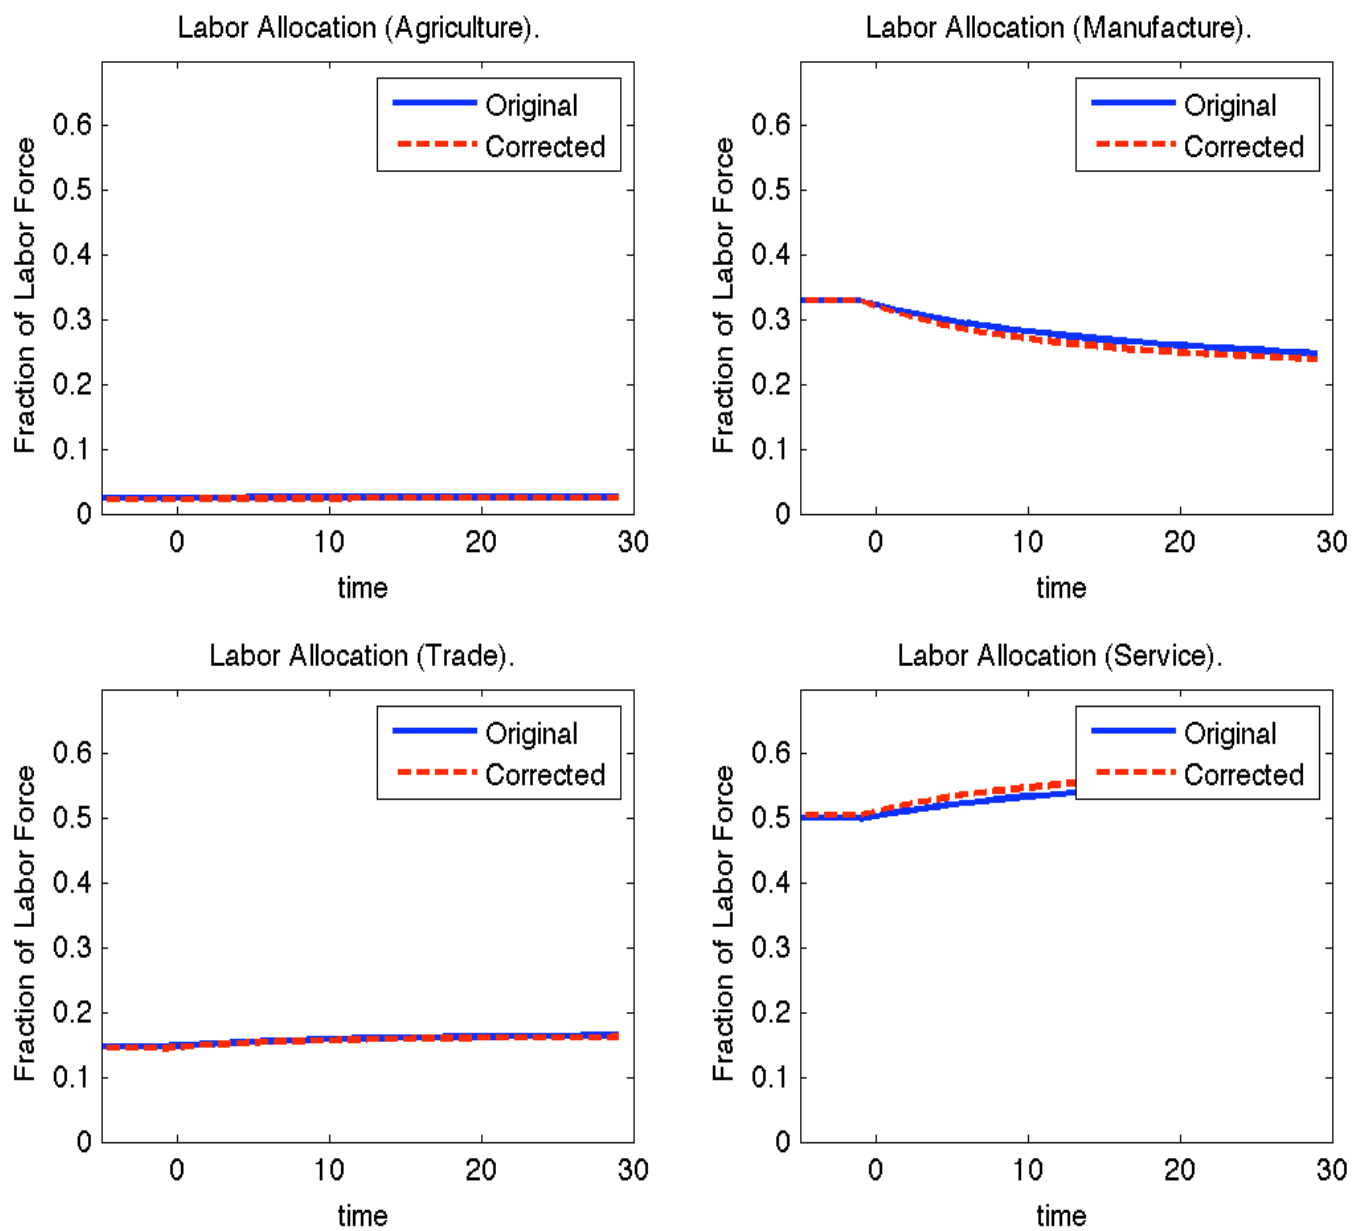 Labor Allocation (Agriculture).
Fraction of Labor Force
0.6
0.5
0.4
0.3
0.2
0.1
0
Original
Corrected
0 10 20 30
time
Labor Allocation (Manufacture).
Fraction of Labor Force
0.6
0.5
0.4
0.3
0.2
0.1
0
Original
Corrected
0 10 20 30
time
Labor Allocation (Trade).
Fraction of Labor Force
0.6
0.5
0.4
0.3
0.2
0.1
0
Original
Corrected
0 10 20 30
time
Labor Allocation (Service).
Fraction of Labor Force
0.6
0.5
0.4
0.3
0.2
0.1
0
Original
Corrected
0 10 20 30
time